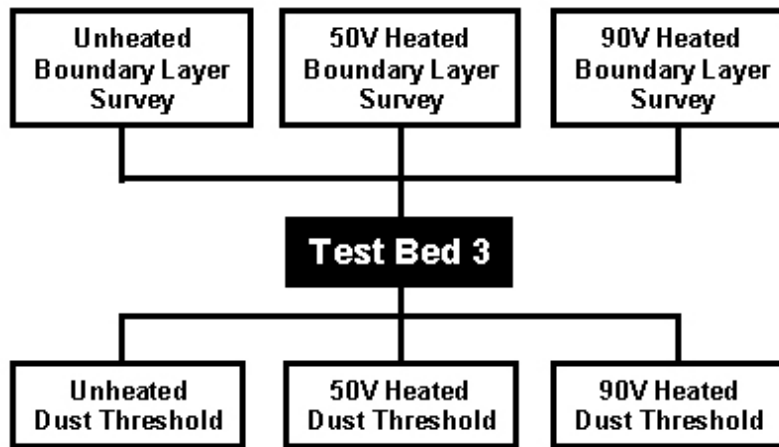 Unheated
Boundary Layer
Survey
50V Heated
Boundary Layer
Survey
90V Heated
Boundary Layer
Survey
Test Bed 3
Unheated
Dust Threshold
50V Heated
Dust Threshold
90V Heated
Dust Threshold